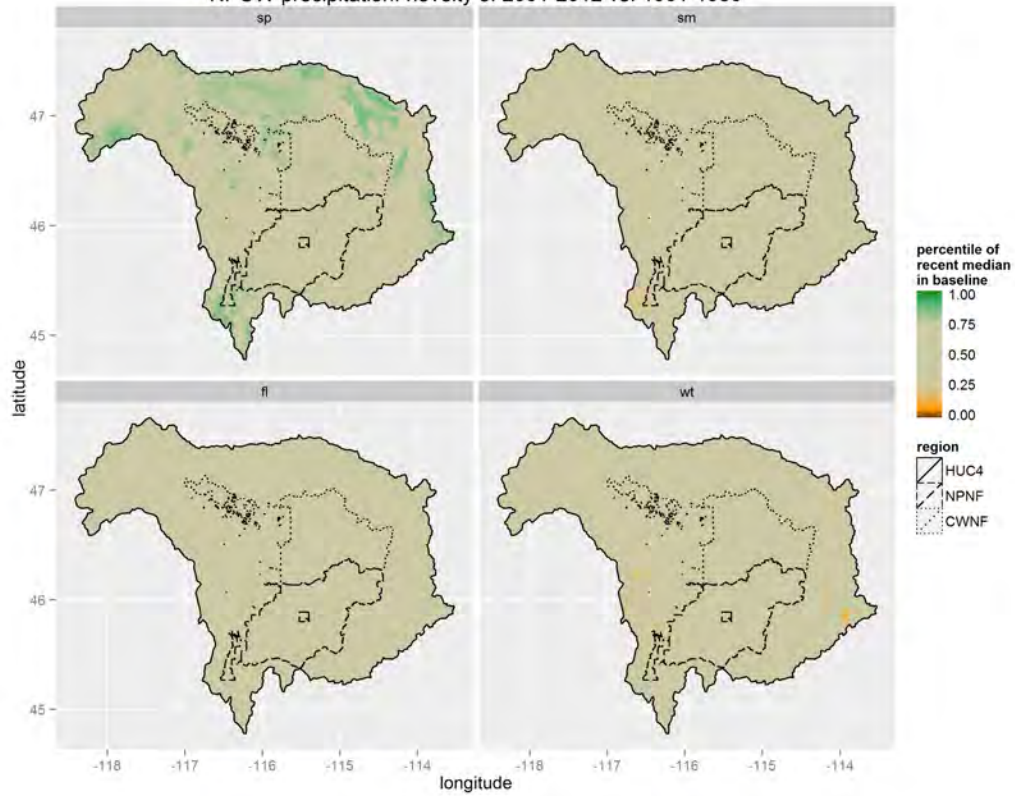 sp
sm
47
46
45
fl
wt
47
46
45
-118
-117
-116
-115
-114
-118
-117
-116
-115
-114
latitude
longitude
percentile of
recent median
in baseline
1.00
0.75
0.50
0.25
0.00
region
HUC4
NPNF
CWNF